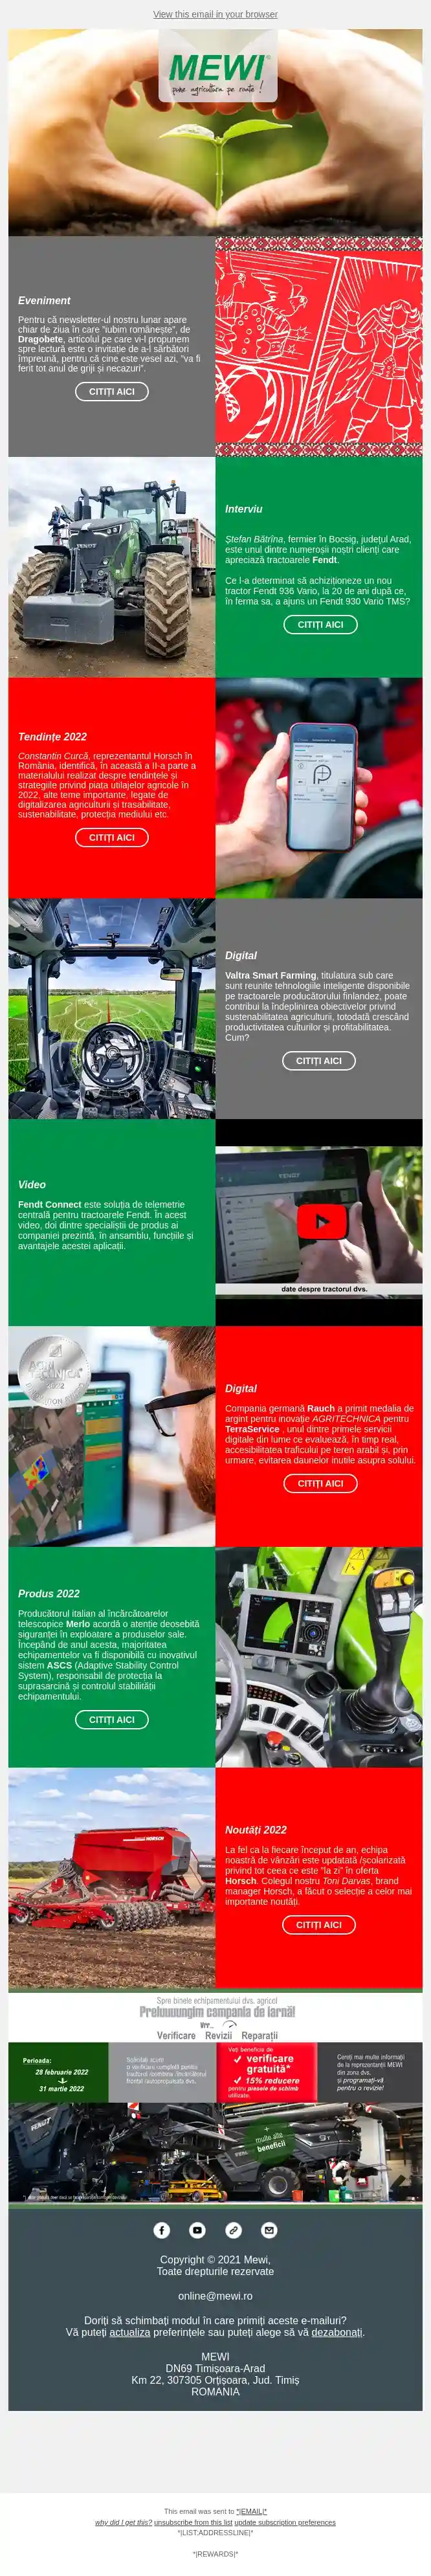 View this email in your browser
MEWI®
pune agricultura pe roate!
Eveniment
Pentru că newsletter-ul nostru lunar apare
chiar de ziua în care "iubim românește", de
Dragobete, articolul pe care vi-l propunem
spre lectură este o invitație de a-l sărbători
împreună, pentru că cine este vesel azi, "va fi
ferit tot anul de griji și necazuri".
CITIȚI AICI
Interviu
Ștefan Bătrîna, fermier în Bocsig, județul Arad,
este unul dintre numeroșii noștri clienți care
apreciază tractoarele Fendt.
Ce l-a determinat să achiziționeze un nou
tractor Fendt 936 Vario, la 20 de ani după ce,
în ferma sa, a ajuns un Fendt 930 Vario TMS?
CITIȚI AICI
FENDT
Tendințe 2022
Constantin Curcă, reprezentantul Horsch în
România, identifică, în această a II-a parte a
materialului realizat despre tendințele și
strategiile privind piața utilajelor agricole în
2022, alte teme importante, legate de
digitalizarea agriculturii și trasabilitate,
sustenabilitate, protecția mediului etc.
CITIȚI AICI
Digital
Valtra Smart Farming, titulatura sub care
sunt reunite tehnologiile inteligente disponibile
pe tractoarele producătorului finlandez, poate
contribui la îndeplinirea obiectivelor privind
sustenabilitatea agriculturii, totodată crescând
productivitatea culturilor și profitabilitatea.
Cum?
CITIȚI AICI
Video
Fendt Connect este soluția de telemetrie
centrală pentru tractoarele Fendt. În acest
video, doi dintre specialiștii de produs ai
companiei prezintă, în ansamblu, funcțiile și
avantajele acestei aplicații.
date despre tractorul dvs.
Digital
Compania germană Rauch a primit medalia de
argint pentru inovație AGRITECHNICA pentru
TerraService , unul dintre primele servicii
digitale din lume ce evaluează, în timp real,
accesibilitatea traficului pe teren arabil și, prin
urmare, evitarea daunelor inutile asupra solului.
CITIȚI AICI
Produs 2022
Producătorul italian al încărcătoarelor
telescopice Merlo acordă o atenție deosebită
siguranței în exploatare a produselor sale.
Începând de anul acesta, majoritatea
echipamentelor va fi disponibilă cu inovatul
sistem ASCS (Adaptive Stability Control
System), responsabil de protecția la
suprasarcină și controlul stabilității
echipamentului.
CITIȚI AICI
Noutăți 2022
La fel ca la fiecare început de an, echipa
noastră de vânzări este updatată /școlarizată
privind tot ceea ce este "la zi" în oferta
Horsch. Colegul nostru Toni Darvas, brand
manager Horsch, a făcut o selecție a celor mai
importante noutăți.
CITIȚI AICI
HORSCH
Spre binele echipamentului dvs. agricol
Preluuuungim campania de iarnă!
Vrr...
Verificare Revizii Reparații
Perioada:
28 februarie 2022
31 martie 2022
Veți beneficia de
verificare
gratuită*
15% reducere
pentru piesele de schimb
utilizate.
Cereți mai multe informații
de la reprezentanții MEWI
din zona dvs.
și programați-vă
pentru o revizie!
+
multe alte
beneficii
Copyright © 2021 Mewi,
Toate drepturile rezervate
online@mewi.ro
Doriți să schimbați modul în care primiți aceste e-mailuri?
Vă puteți actualiza preferințele sau puteți alege să vă dezabonați.
MEWI
DN69 Timișoara-Arad
Km 22, 307305 Orțișoara, Jud. Timiș
ROMANIA
This email was sent to *|EMAIL|*
why did I get this? unsubscribe from this list update subscription preferences
*|LIST:ADDRESSLINE|*
*|REWARDS|*